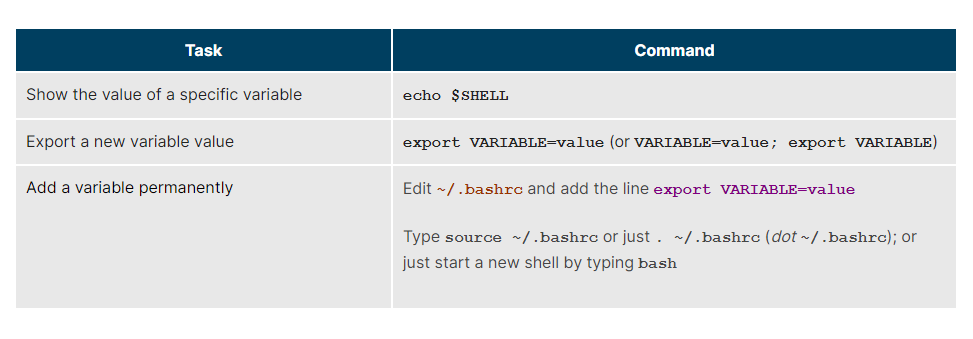 Task
Command
Show the value of a specific variable
echo $SHELL
Export a new variable value
export VARIABLE=value (or VARIABLE=value; export VARIABLE)
Add a variable permanently
Edit ~/.bashrc and add the line export VARIABLE=value
Type source ~/.bashrc or just . ~/.bashrc (dot ~/.bashrc); or
just start a new shell by typing bash